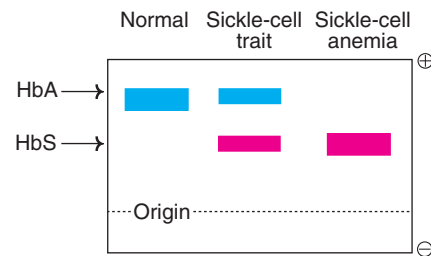 Normal
Sickle-cell
trait
Sickle-cell
anemia
HbA
⊕
HbS
Origin
⊖